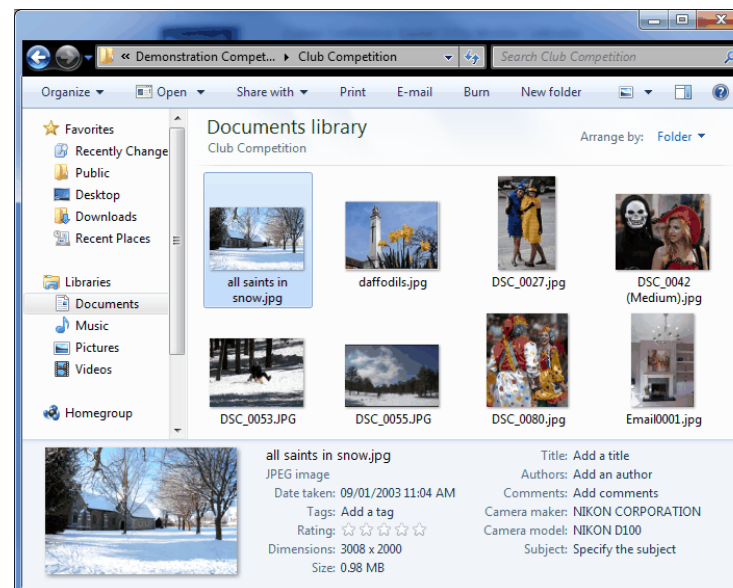 « Demonstration Compet... ▸ Club Competition
Search Club Competition
Organize ▾ Open ▾ Share with ▾ Print E-mail Burn New folder
Favorites
Recently Change
Public
Desktop
Downloads
Recent Places
Libraries
Documents
Music
Pictures
Videos
Homegroup
Documents library
Club Competition
Arrange by: Folder ▾
all saints in
snow.jpg
daffodils.jpg
DSC_0027.jpg
DSC_0042
(Medium).jpg
DSC_0053.JPG
DSC_0055.JPG
DSC_0080.jpg
Email0001.jpg
all saints in snow.jpg
JPEG image
Date taken: 09/01/2003 11:04 AM
Tags: Add a tag
Rating: ☆☆☆☆☆
Dimensions: 3008 x 2000
Size: 0.98 MB
Title: Add a title
Authors: Add an author
Comments: Add comments
Camera maker: NIKON CORPORATION
Camera model: NIKON D100
Subject: Specify the subject